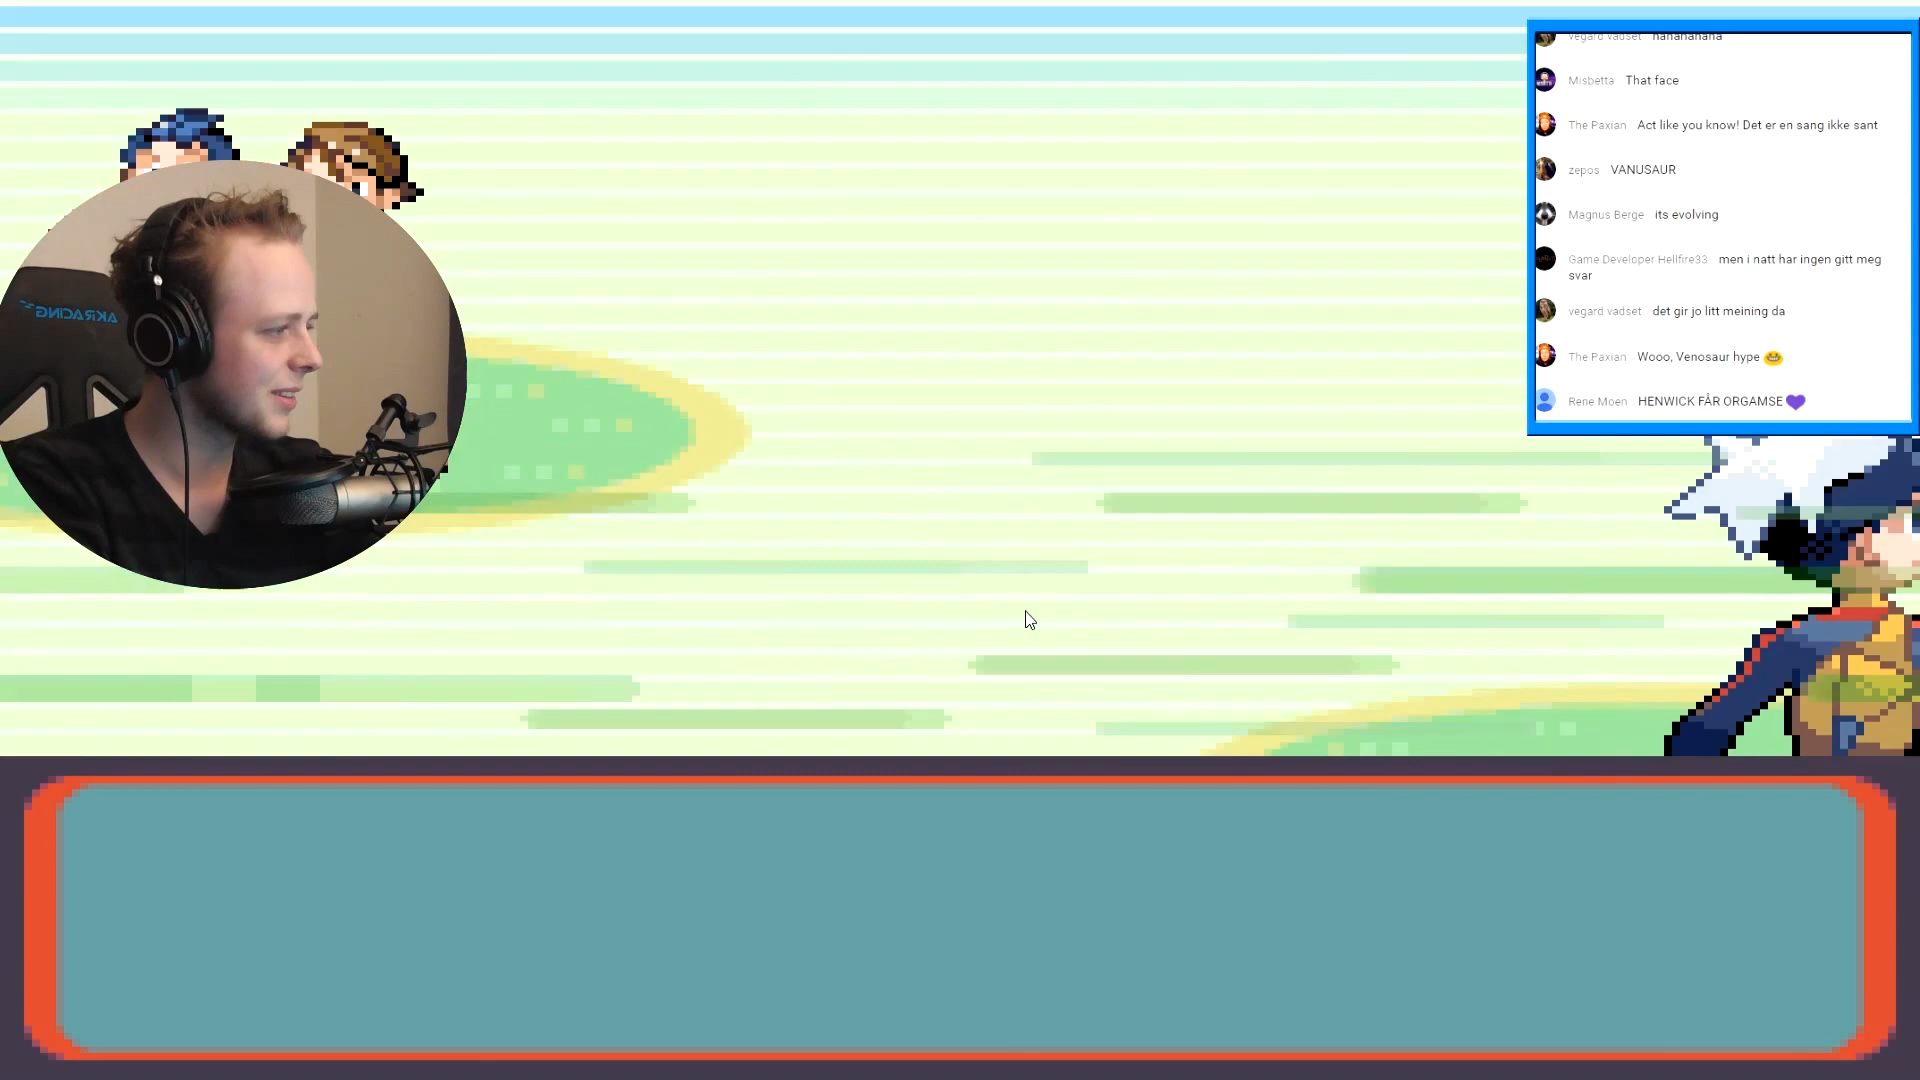 vegard vadset hahahahaha
Misbetta That face
The Paxian Act like you know! Det er en sang ikke sant
zepos VANUSAUR
Magnus Berge its evolving
Game Developer Hellfire33 men i natt har ingen gitt meg
svar
vegard vadset det gir jo litt meining da
The Paxian Wooo, Venosaur hype
Rene Moen HENWICK FÅR ORGAMSE
AKRACING